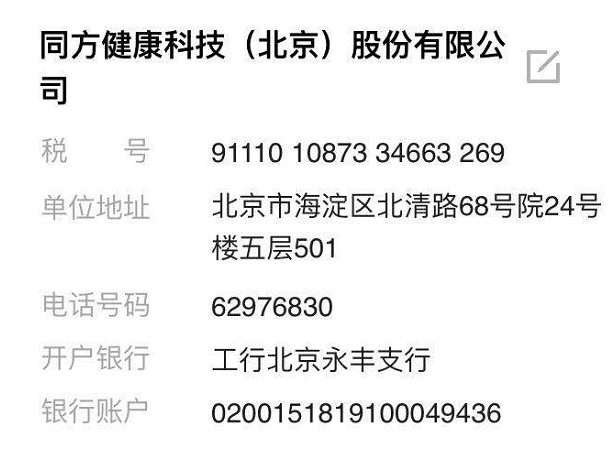 同方健康科技（北京）股份有限公
司
税 号 91110 10873 34663 269
单位地址 北京市海淀区北清路68号院24号
楼五层501
电话号码 62976830
开户银行 工行北京永丰支行
银行账户 0200151819100049436